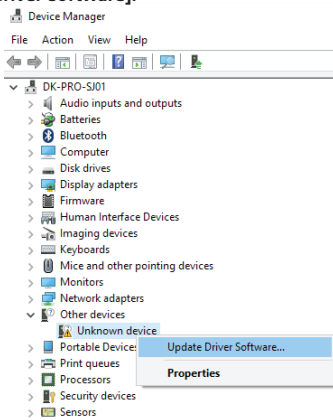 Device Manager
File Action View Help
DK-PRO-SJ01
Audio inputs and outputs
Batteries
Bluetooth
Computer
Disk drives
Display adapters
Firmware
Human Interface Devices
Imaging devices
Keyboards
Mice and other pointing devices
Monitors
Network adapters
Other devices
Unknown device
Portable Devices
Update Driver Software...
Print queues
Properties
Processors
Security devices
Sensors